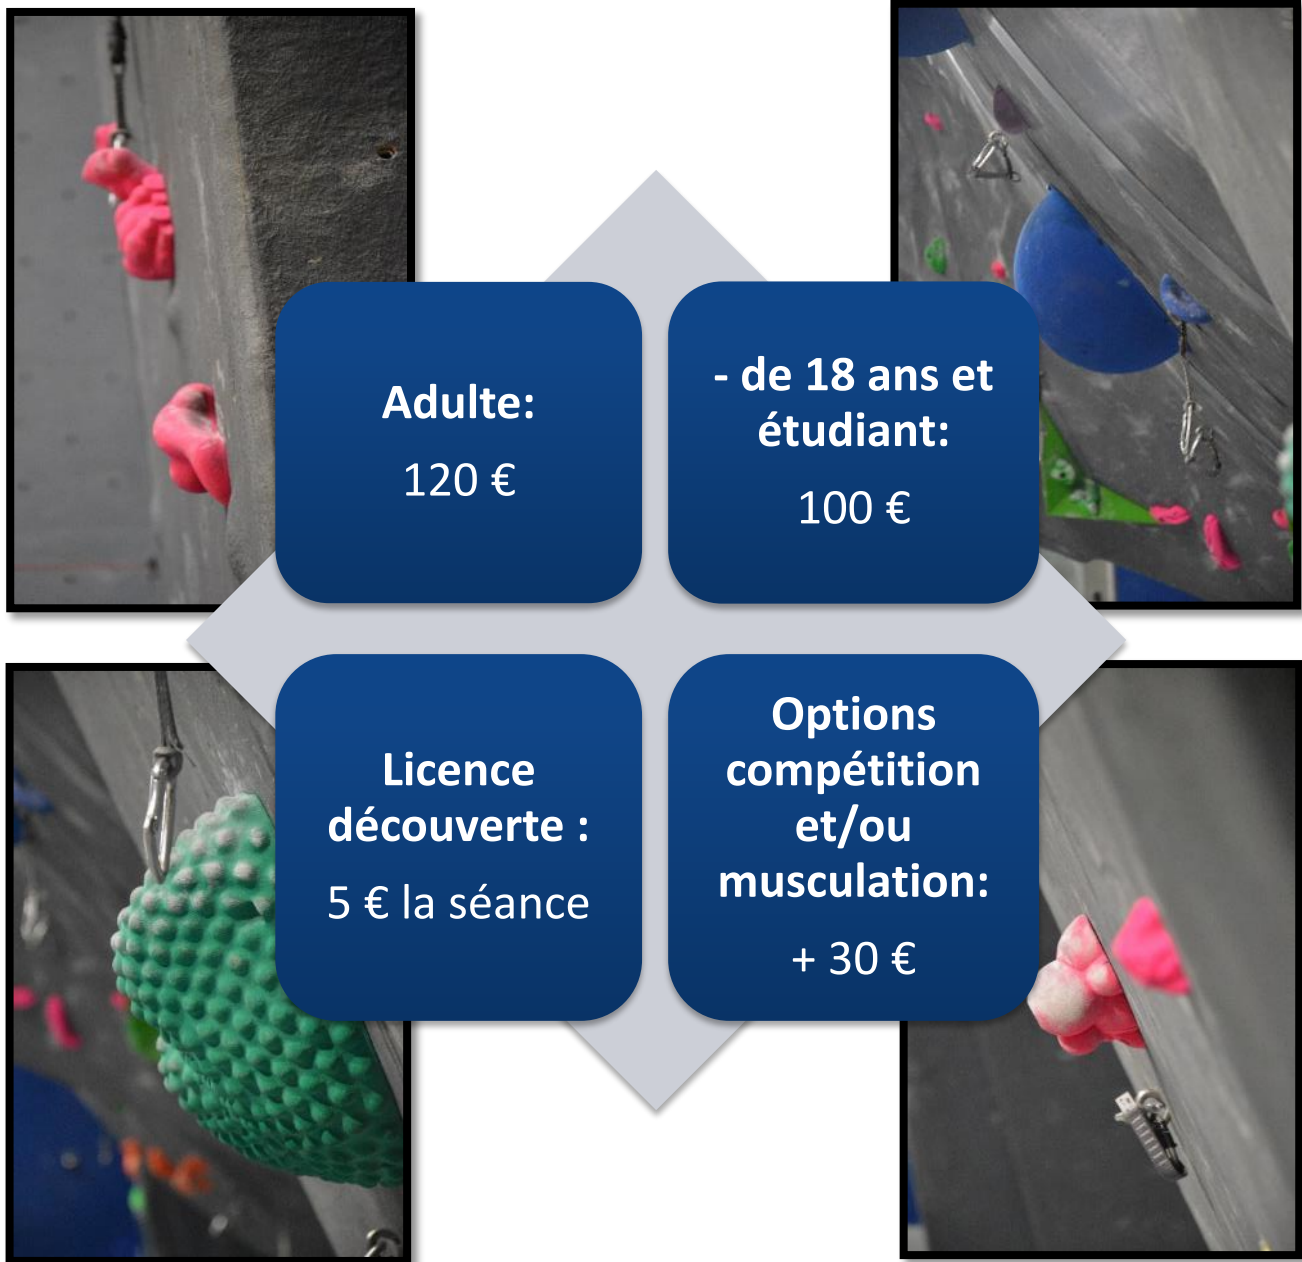 Adulte:
120 €
- de 18 ans et
étudiant:
100 €
Licence
découverte :
5 € la séance
Options
compétition
et/ou
musculation:
+ 30 €